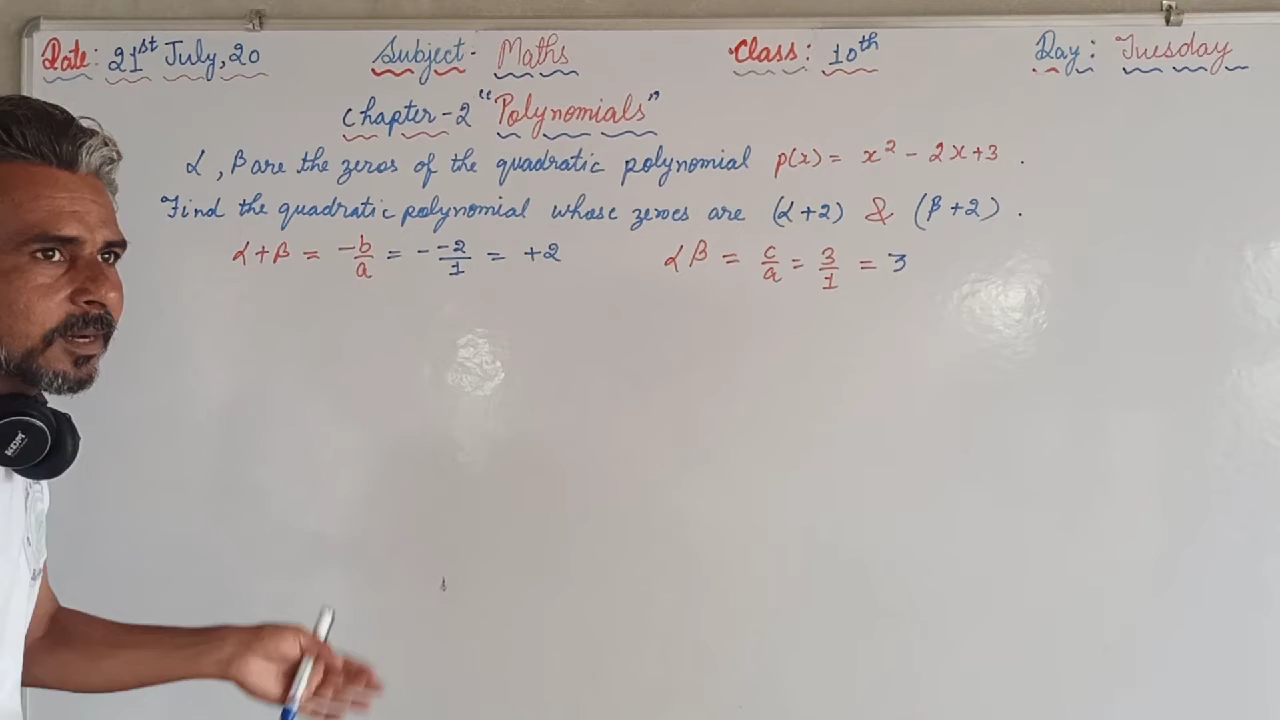 Date: 21st July, 20 Subject- Maths Class: 10th Day: Tuesday
Chapter-2 "Polynomials"
α, β are the zeros of the quadratic polynomial p(x) = x² - 2x+3 .
Find the quadratic polynomial whose zeroes are (α+2) & (β+2) .
α+β = -b/a = - -2/1 = +2 αβ = c/a = 3/1 = 3
KDM